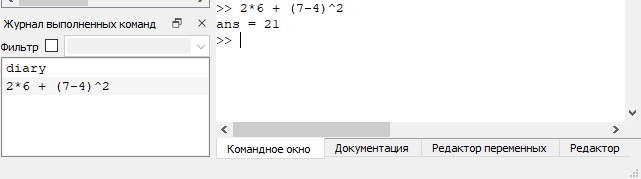 Журнал выполненных команд
Фильтр
diary
2*6 + (7-4)^2
>> 2*6 + (7-4)^2
ans = 21
>>
Командное окно Документация Редактор переменных Редактор